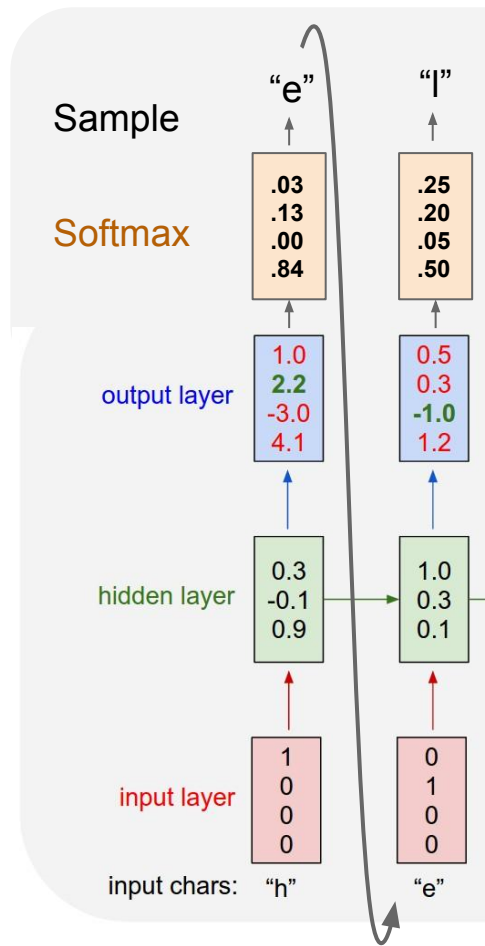 “e” “l”
Sample
.03 .25
.13 .20
Softmax
.00 .05
.84 .50
1.0 0.5
2.2 0.3
output layer
-3.0 -1.0
4.1 1.2
0.3 1.0
hidden layer -0.1 0.3
0.9 0.1
1 0
0 1
input layer
0 0
0 0
input chars: “h” “e”